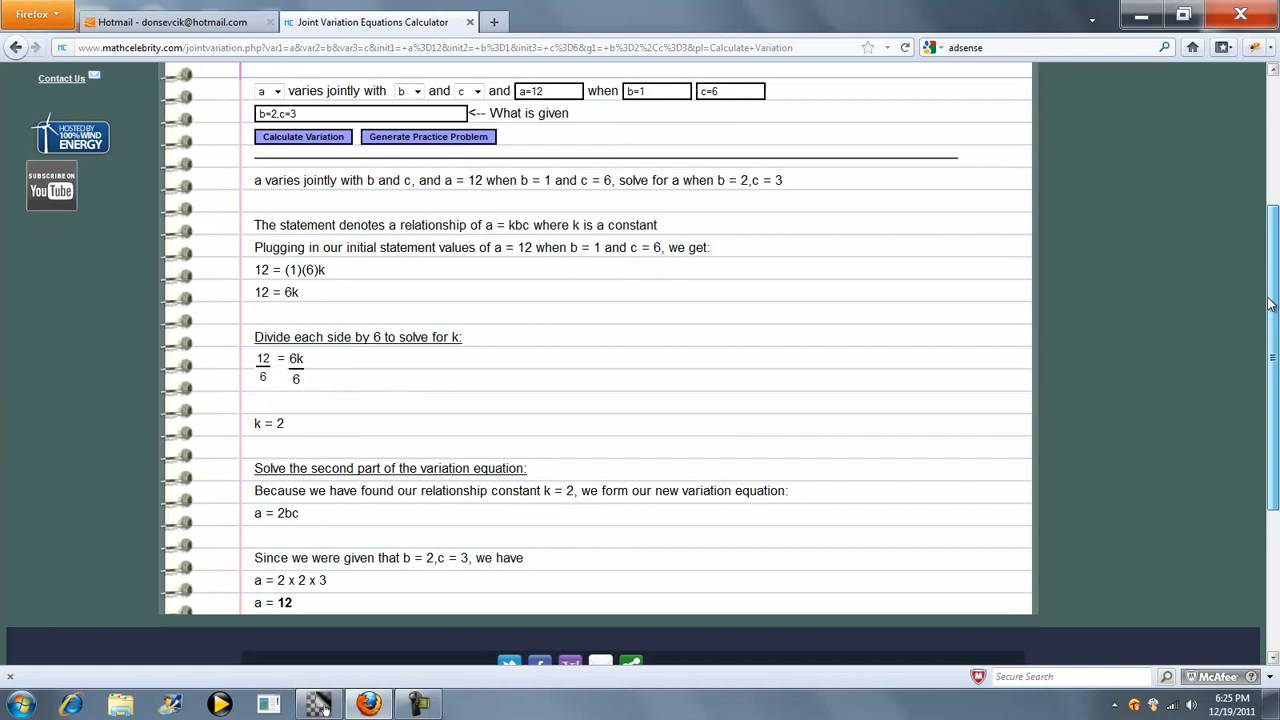 Firefox
Hotmail - donsevcik@hotmail.com
MC Joint Variation Equations Calculator
MC www.mathcelebrity.com/jointvariation.php?var1=a&var2=b&var3=c&init1=+a%3D12&init2=+b%3D1&init3=+c%3D6&g1=+b%3D2%2Cc%3D3&pl=Calculate+Variation
adsense
Contact Us
HOSTED BY
100% WIND
ENERGY
SUBSCRIBE ON
YouTube
a varies jointly with b and c and a=12 when b=1 c=6
b=2,c=3 <-- What is given
Calculate Variation Generate Practice Problem
a varies jointly with b and c, and a = 12 when b = 1 and c = 6, solve for a when b = 2,c = 3
The statement denotes a relationship of a = kbc where k is a constant
Plugging in our initial statement values of a = 12 when b = 1 and c = 6, we get:
12 = (1)(6)k
12 = 6k
Divide each side by 6 to solve for k:
12 = 6k
6 6
k = 2
Solve the second part of the variation equation:
Because we have found our relationship constant k = 2, we form our new variation equation:
a = 2bc
Since we were given that b = 2,c = 3, we have
a = 2 x 2 x 3
a = 12
Secure Search
McAfee
6:25 PM
12/19/2011